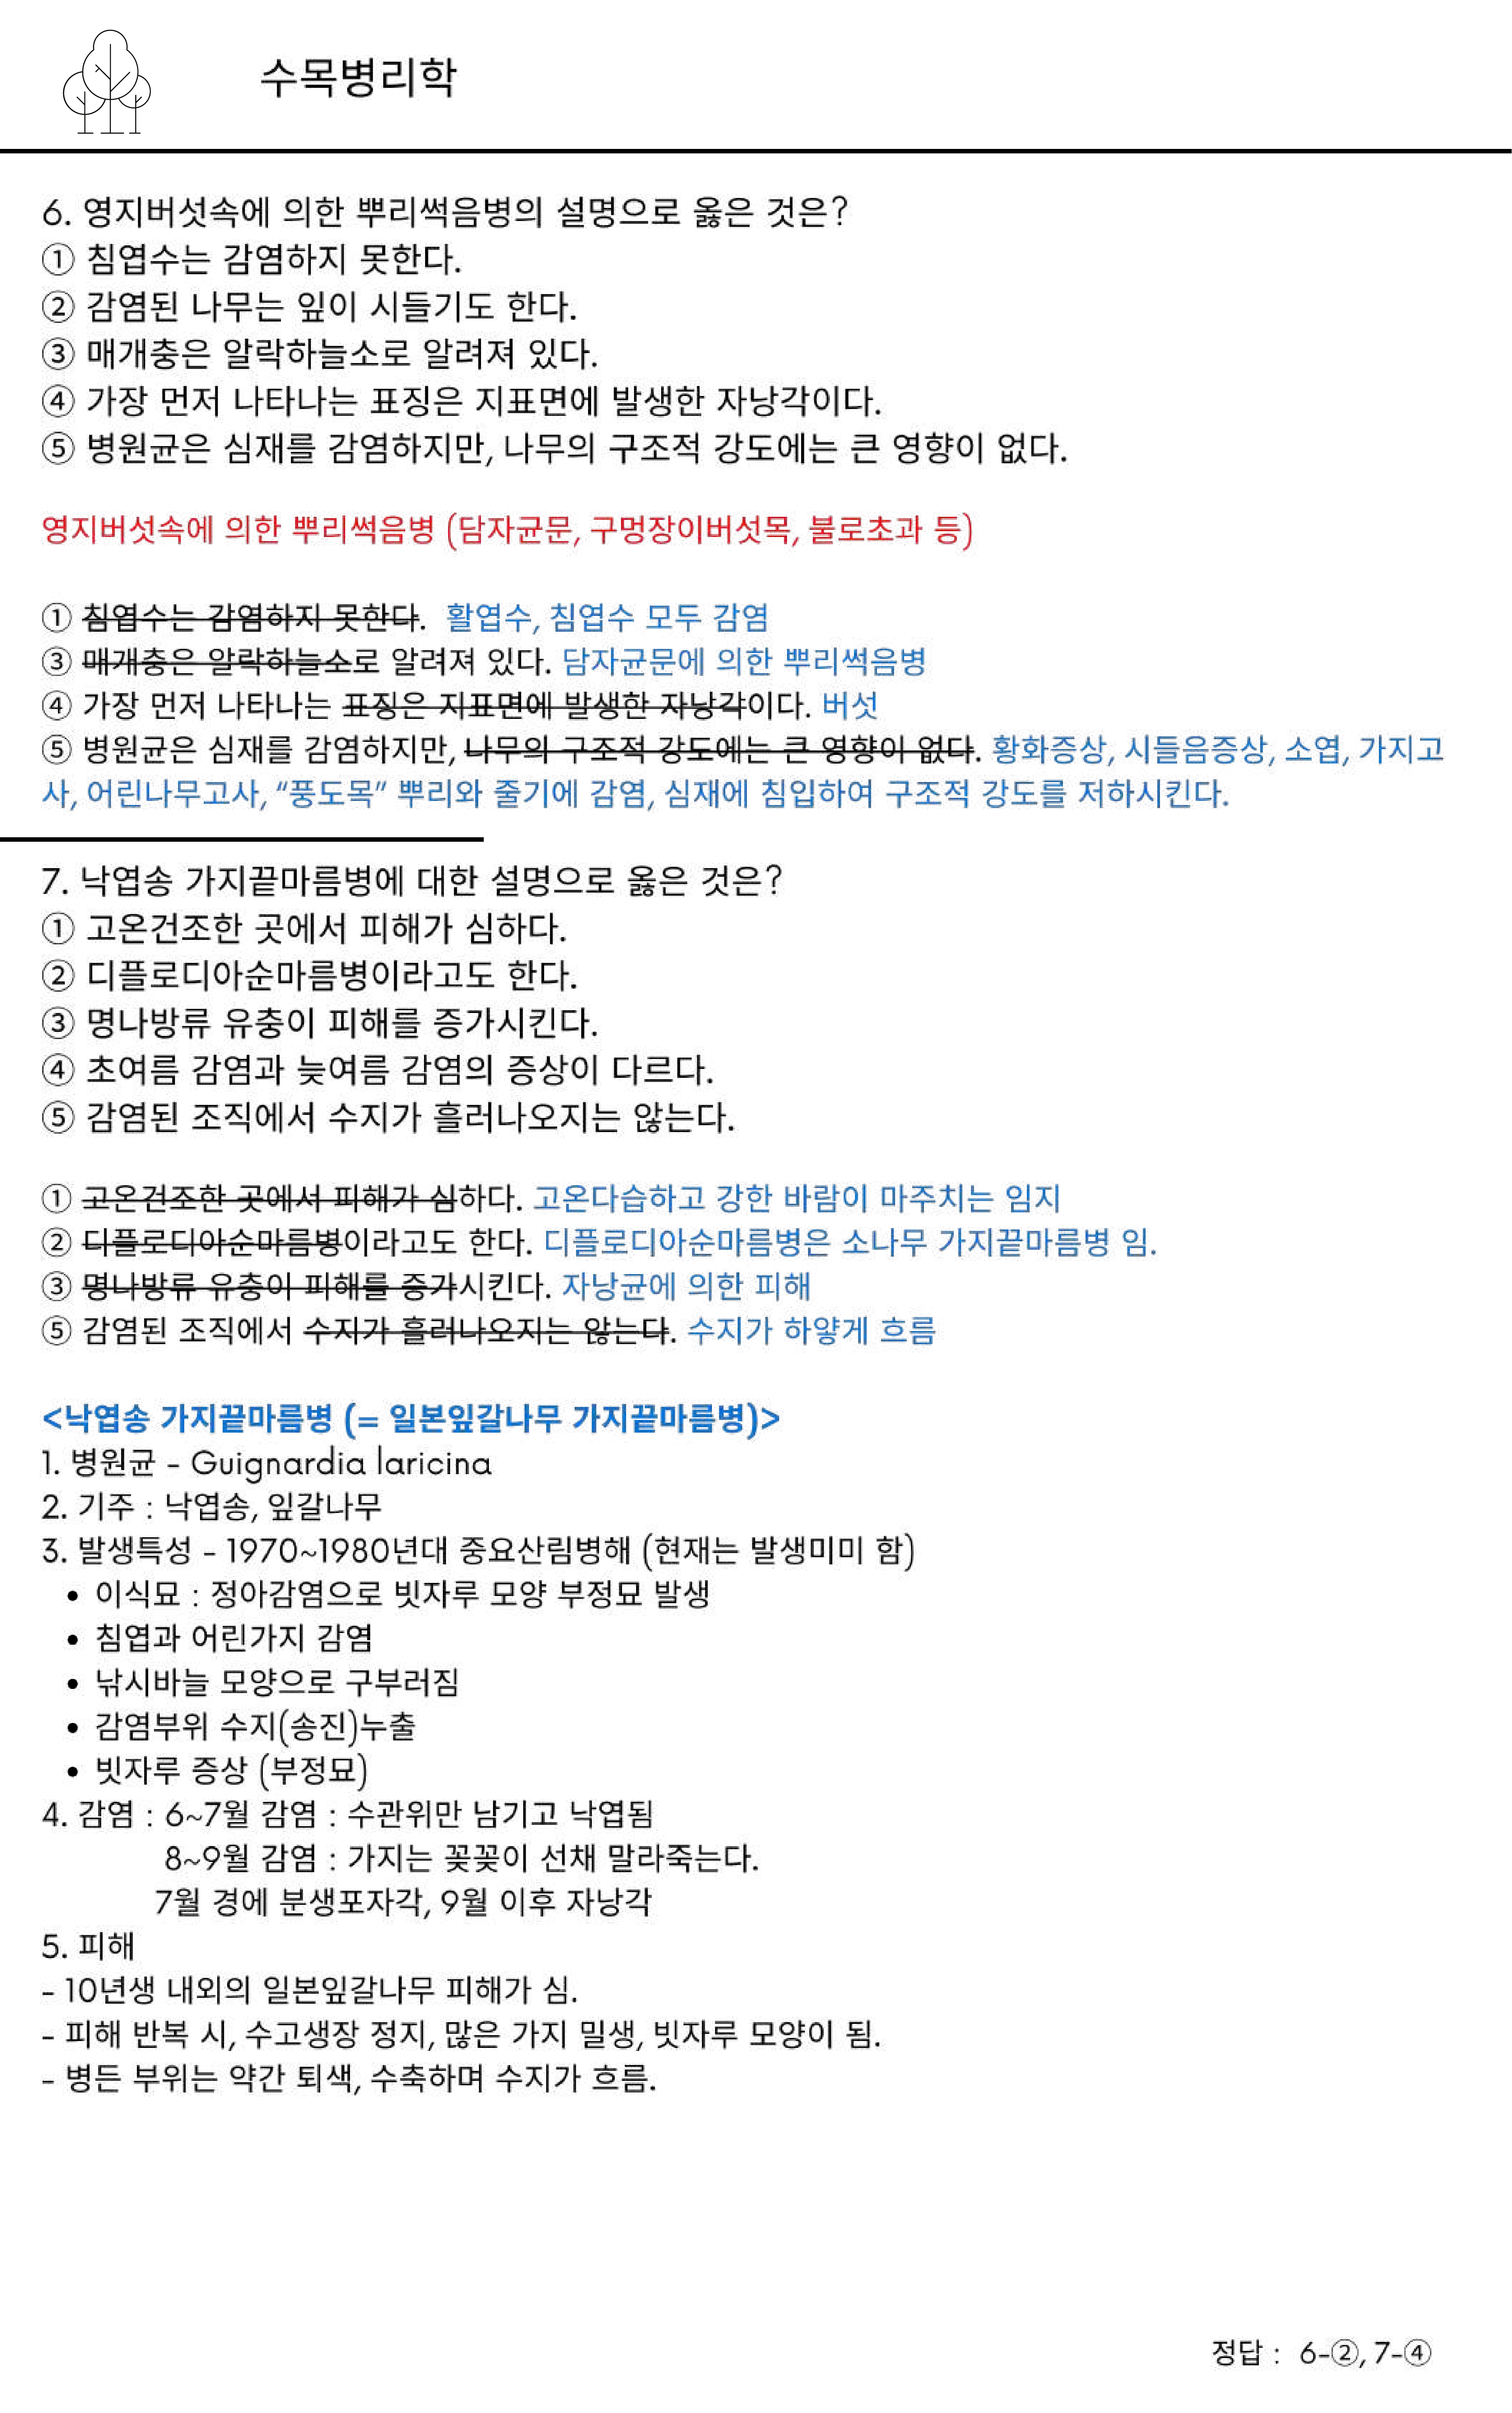 수목병리학
6. 영지버섯속에 의한 뿌리썩음병의 설명으로 옳은 것은?
① 침엽수는 감염하지 못한다.
② 감염된 나무는 잎이 시들기도 한다.
③ 매개충은 알락하늘소로 알려져 있다.
④ 가장 먼저 나타나는 표징은 지표면에 발생한 자낭각이다.
⑤ 병원균은 심재를 감염하지만, 나무의 구조적 강도에는 큰 영향이 없다.
영지버섯속에 의한 뿌리썩음병 (담자균문, 구멍장이버섯목, 불로초과 등)
① 침엽수는 감염하지 못한다. 활엽수, 침엽수 모두 감염
③ 매개충은 알락하늘소로 알려져 있다. 담자균문에 의한 뿌리썩음병
④ 가장 먼저 나타나는 표징은 지표면에 발생한 자낭각이다. 버섯
⑤ 병원균은 심재를 감염하지만, 나무의 구조적 강도에는 큰 영향이 없다. 황화증상, 시들음증상, 소엽, 가지고
사, 어린나무고사, “풍도목” 뿌리와 줄기에 감염, 심재에 침입하여 구조적 강도를 저하시킨다.
7. 낙엽송 가지끝마름병에 대한 설명으로 옳은 것은?
① 고온건조한 곳에서 피해가 심하다.
② 디플로디아순마름병이라고도 한다.
③ 명나방류 유충이 피해를 증가시킨다.
④ 초여름 감염과 늦여름 감염의 증상이 다르다.
⑤ 감염된 조직에서 수지가 흘러나오지는 않는다.
① 고온건조한 곳에서 피해가 심하다. 고온다습하고 강한 바람이 마주치는 임지
② 디플로디아순마름병이라고도 한다. 디플로디아순마름병은 소나무 가지끝마름병 임.
③ 명나방류 유충이 피해를 증가시킨다. 자낭균에 의한 피해
⑤ 감염된 조직에서 수지가 흘러나오지는 않는다. 수지가 하얗게 흐름
<낙엽송 가지끝마름병 (= 일본잎갈나무 가지끝마름병)>
1. 병원균 - Guignardia laricina
2. 기주 : 낙엽송, 잎갈나무
3. 발생특성 - 1970~1980년대 중요산림병해 (현재는 발생미미 함)
• 이식묘 : 정아감염으로 빗자루 모양 부정묘 발생
• 침엽과 어린가지 감염
• 낚시바늘 모양으로 구부러짐
• 감염부위 수지(송진)누출
• 빗자루 증상 (부정묘)
4. 감염 : 6~7월 감염 : 수관위만 남기고 낙엽됨
8~9월 감염 : 가지는 꽂꽂이 선채 말라죽는다.
7월 경에 분생포자각, 9월 이후 자낭각
5. 피해
- 10년생 내외의 일본잎갈나무 피해가 심.
- 피해 반복 시, 수고생장 정지, 많은 가지 밀생, 빗자루 모양이 됨.
- 병든 부위는 약간 퇴색, 수축하며 수지가 흐름.
정답 : 6-②, 7-④